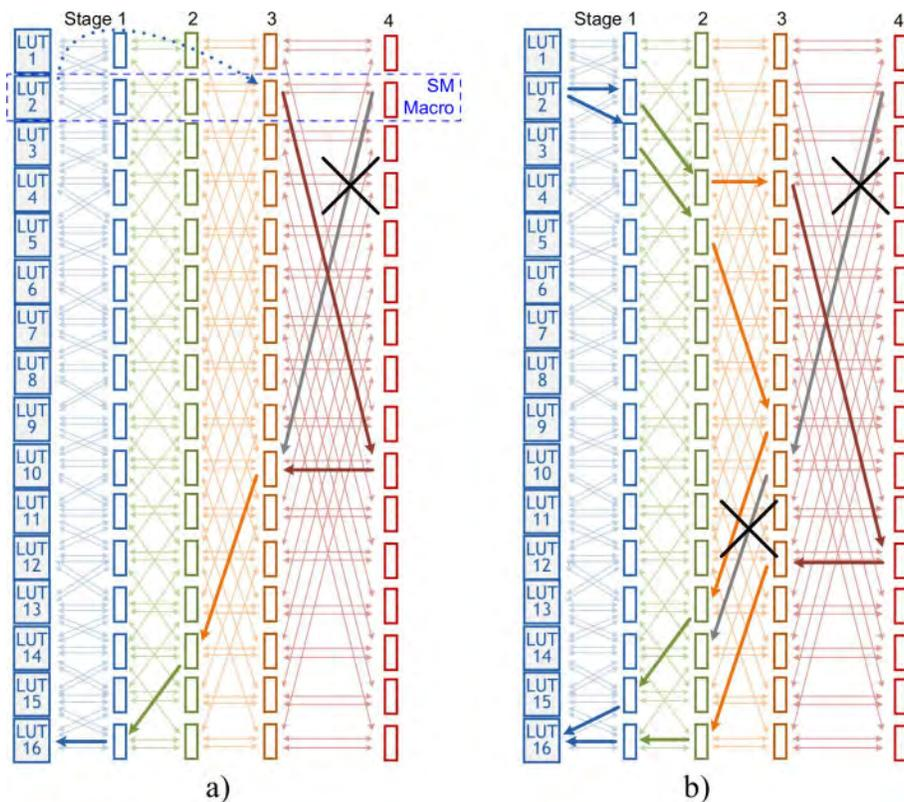 Stage 1 2 3 4
LUT
1
LUT
2
SM
Macro
LUT
3
LUT
4
LUT
5
LUT
6
LUT
7
LUT
8
LUT
9
LUT
10
LUT
11
LUT
12
LUT
13
LUT
14
LUT
15
LUT
16
a)
Stage 1 2 3 4
LUT
1
LUT
2
LUT
3
LUT
4
LUT
5
LUT
6
LUT
7
LUT
8
LUT
9
LUT
10
LUT
11
LUT
12
LUT
13
LUT
14
LUT
15
LUT
16
b)